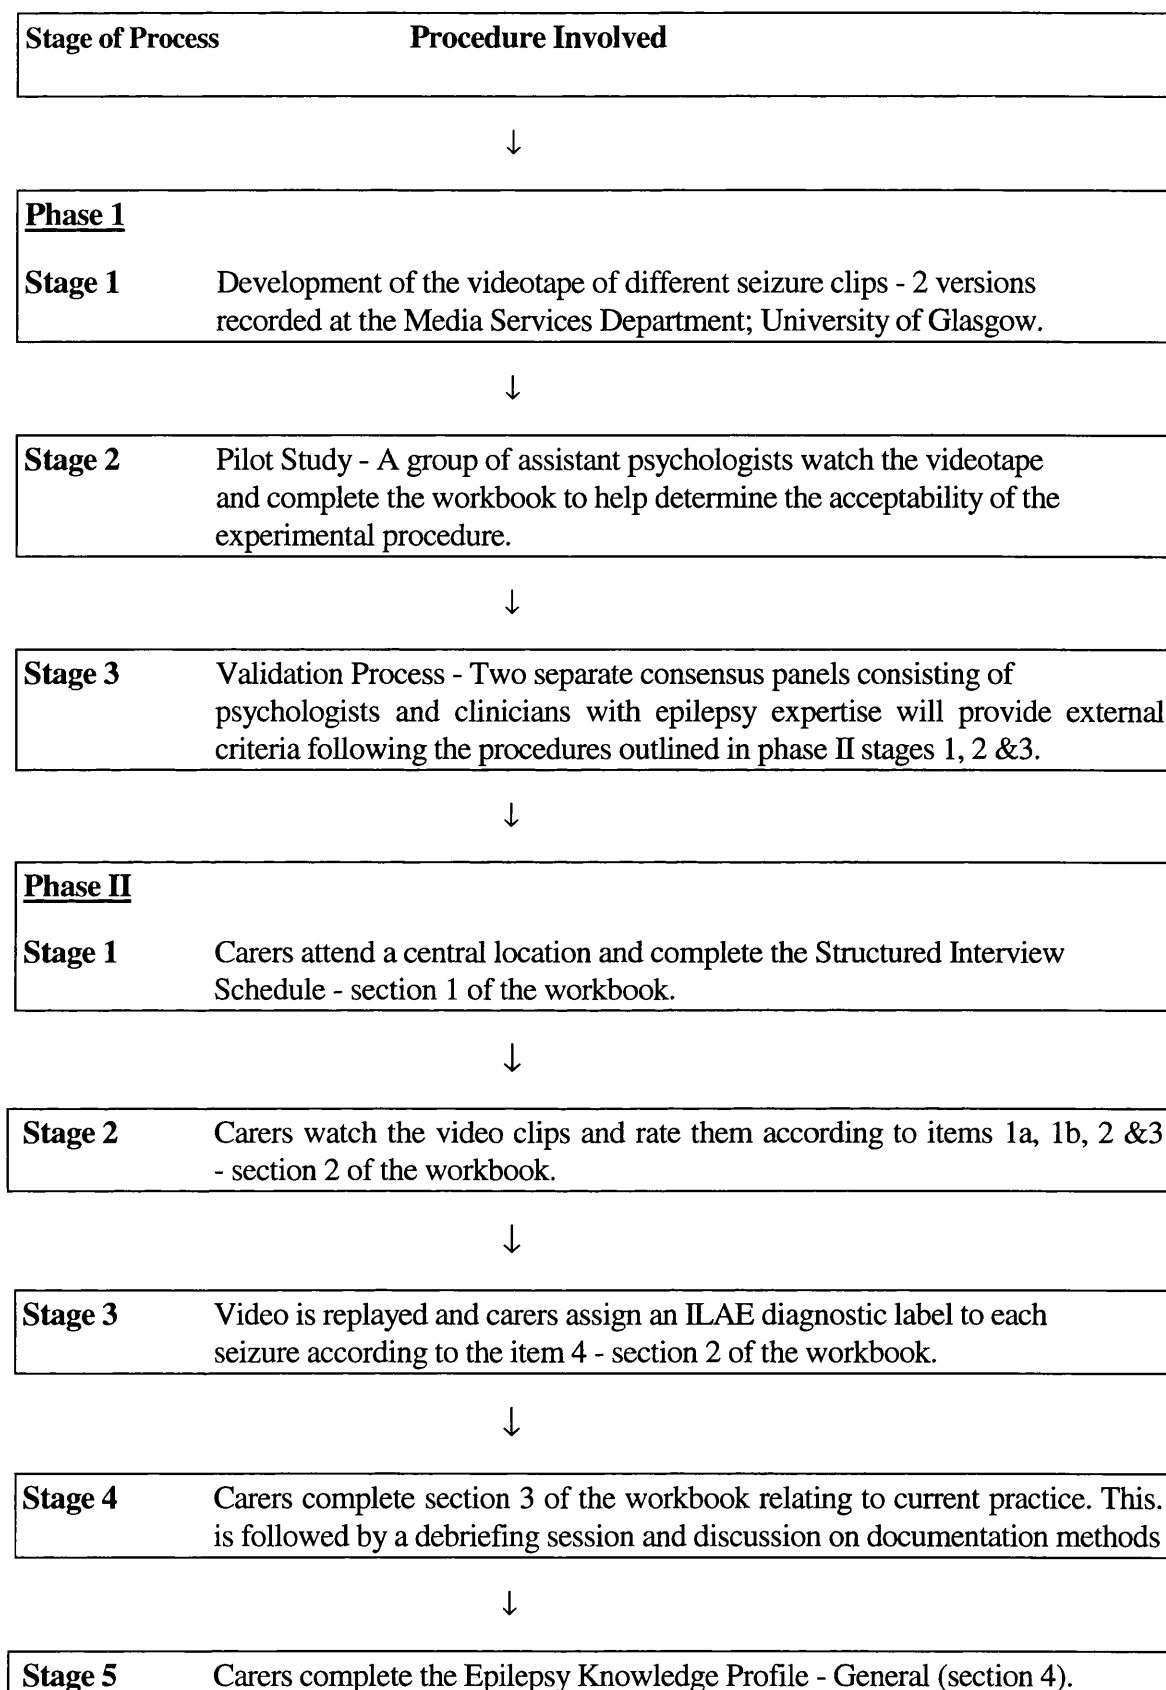 Stage of Process Procedure Involved
↓
Phase 1
Stage 1 Development of the videotape of different seizure clips - 2 versions
recorded at the Media Services Department; University of Glasgow.
↓
Stage 2 Pilot Study - A group of assistant psychologists watch the videotape
and complete the workbook to help determine the acceptability of the
experimental procedure.
↓
Stage 3 Validation Process - Two separate consensus panels consisting of
psychologists and clinicians with epilepsy expertise will provide external
criteria following the procedures outlined in phase II stages 1, 2 &3.
↓
Phase II
Stage 1 Carers attend a central location and complete the Structured Interview
Schedule - section 1 of the workbook.
↓
Stage 2 Carers watch the video clips and rate them according to items 1a, 1b, 2 &3
- section 2 of the workbook.
↓
Stage 3 Video is replayed and carers assign an ILAE diagnostic label to each
seizure according to the item 4 - section 2 of the workbook.
↓
Stage 4 Carers complete section 3 of the workbook relating to current practice. This.
is followed by a debriefing session and discussion on documentation methods
↓
Stage 5 Carers complete the Epilepsy Knowledge Profile - General (section 4).